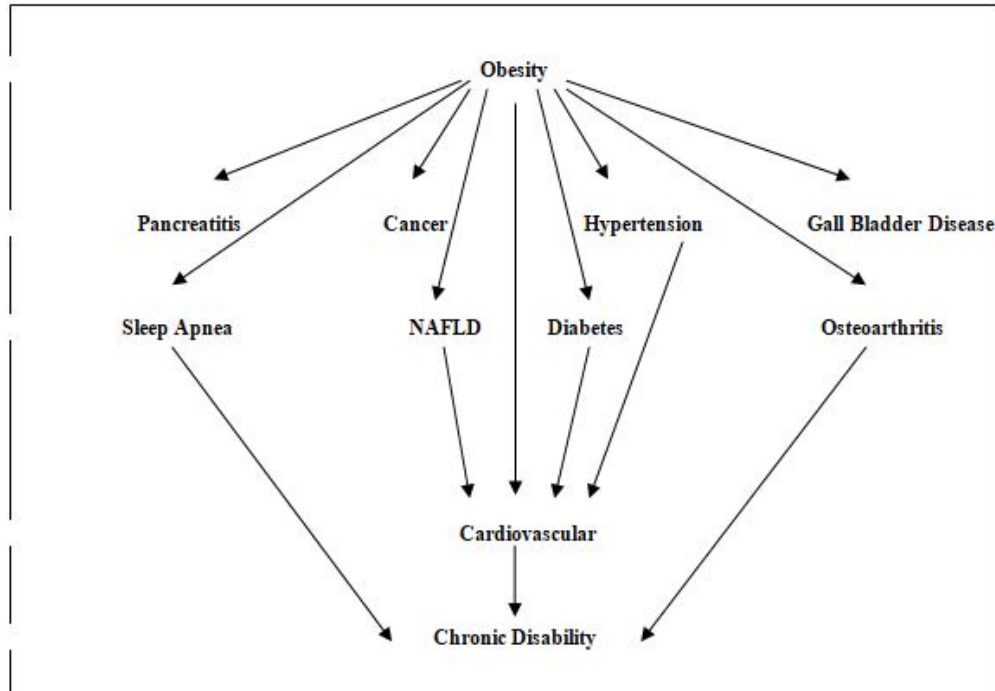 Obesity
Pancreatitis Cancer Hypertension Gall Bladder Disease
Sleep Apnea NAFLD Diabetes Osteoarthritis
Cardiovascular
Chronic Disability